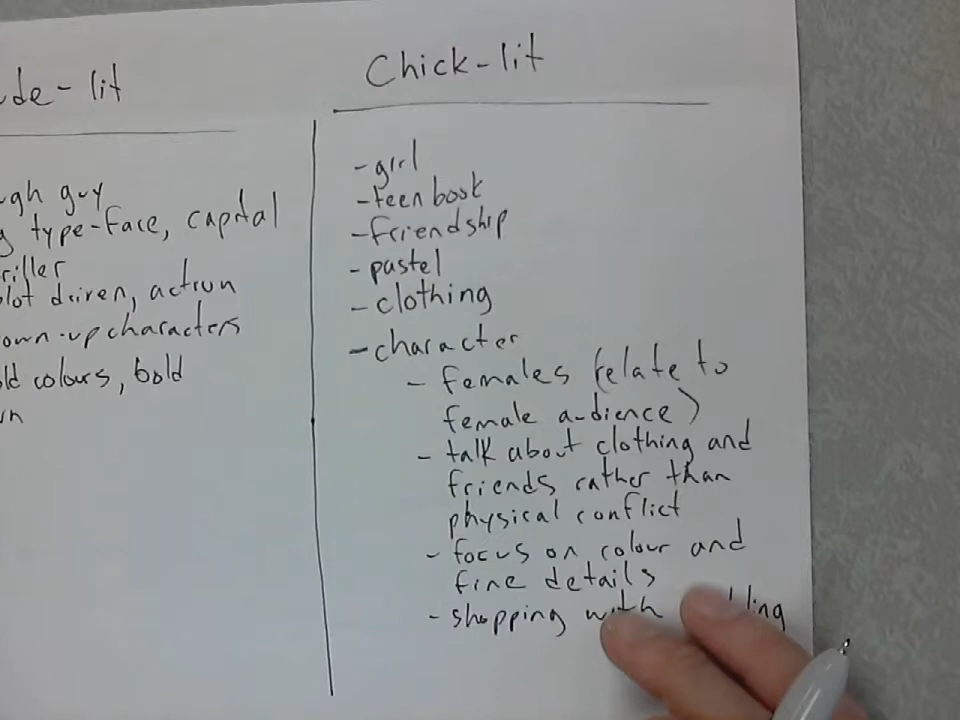 de-lit
gh guy
type-face, capital
riller
lot driven, action
own-up characters
ld colours, bold
n
Chick-lit
-girl
-teen book
-friendship
-pastel
-clothing
-character
- females (relate to
female audience)
- talk about clothing and
friends rather than
physical conflict
- focus on colour and
fine details
- shopping with